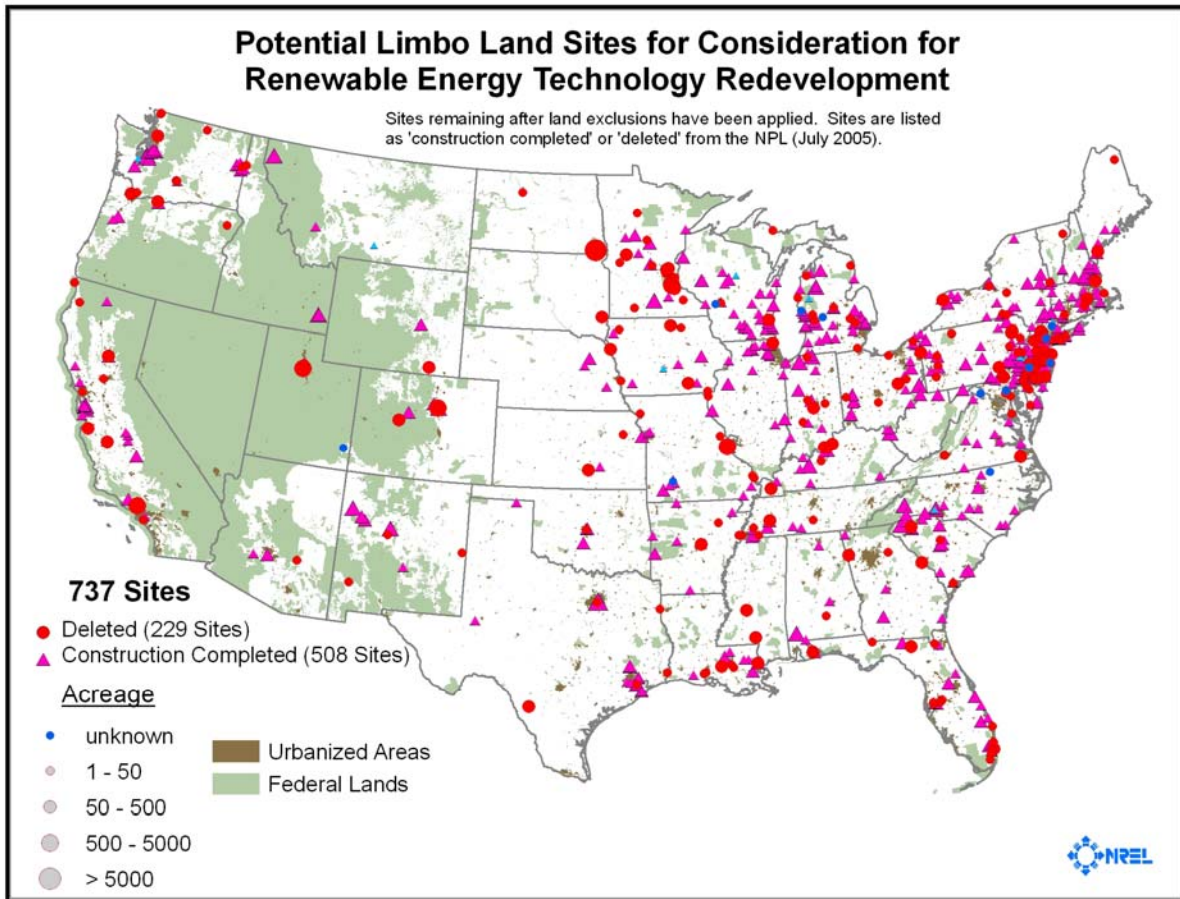 Potential Limbo Land Sites for Consideration for
Renewable Energy Technology Redevelopment
Sites remaining after land exclusions have been applied. Sites are listed
as 'construction completed' or 'deleted' from the NPL (July 2005).
737 Sites
Deleted (229 Sites)
Construction Completed (508 Sites)
Acreage
unknown
1 - 50
50 - 500
500 - 5000
> 5000
Urbanized Areas
Federal Lands
NREL